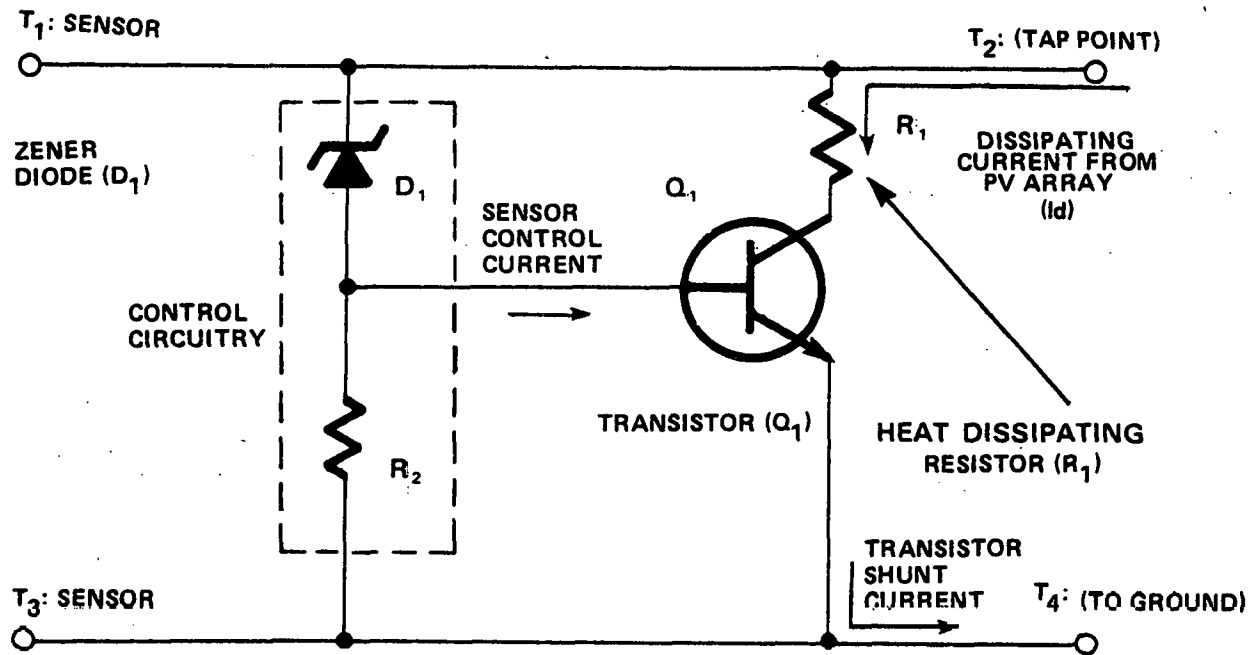 T1: SENSOR
T2: (TAP POINT)
ZENER
DIODE (D1)
D1
R1
DISSIPATING
CURRENT FROM
PV ARRAY
(Id)
Q1
SENSOR
CONTROL
CURRENT
CONTROL
CIRCUITRY
TRANSISTOR (Q1)
HEAT DISSIPATING
RESISTOR (R1)
R2
TRANSISTOR
SHUNT
CURRENT
T3: SENSOR
T4: (TO GROUND)